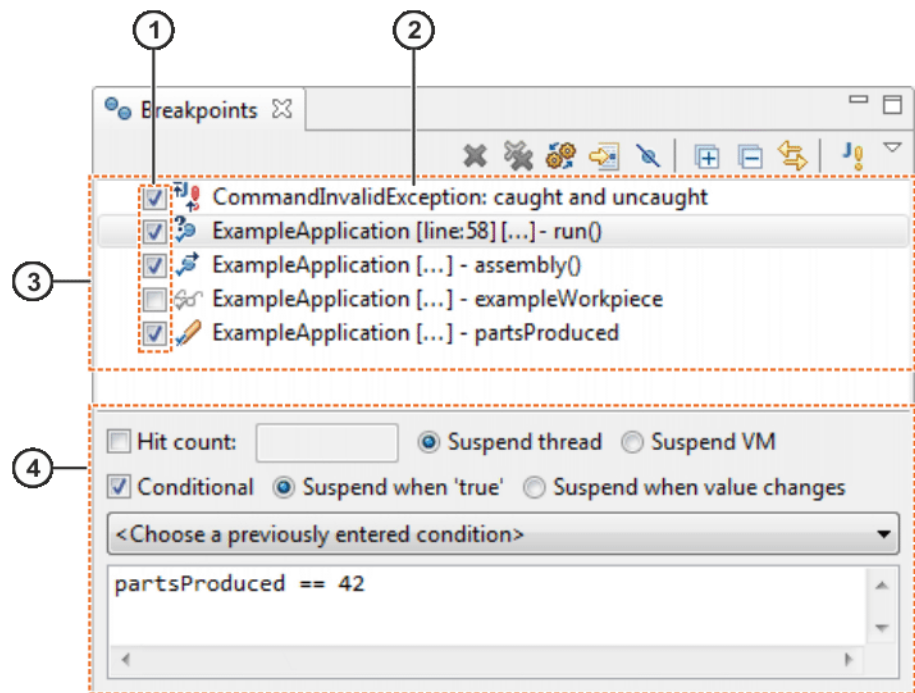 1 2
Breakpoints
CommandInvalidException: caught and uncaught
ExampleApplication [line:58] [...] - run()
3 ExampleApplication [...] - assembly()
ExampleApplication [...] - exampleWorkpiece
ExampleApplication [...] - partsProduced
Hit count: Suspend thread Suspend VM
4 Conditional Suspend when 'true' Suspend when value changes
<Choose a previously entered condition>
partsProduced == 42